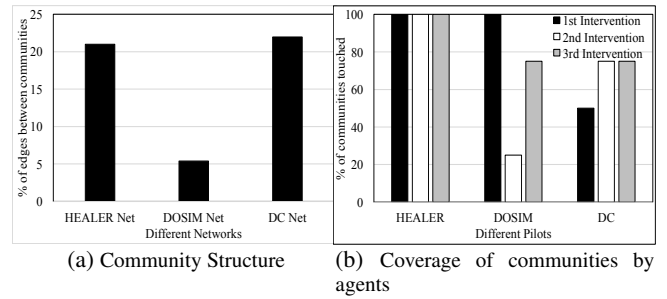 % of edges between communities
25
20
15
10
5
0
HEALER Net DOSIM Net DC Net
Different Networks
(a) Community Structure
% of communities touched
100
80
60
40
20
0
1st Intervention
2nd Intervention
3rd Intervention
HEALER DOSIM DC
Different Pilots
(b) Coverage of communities by
agents